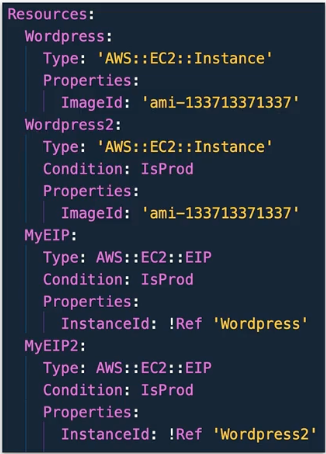 Resources:
  Wordpress:
    Type: 'AWS::EC2::Instance'
    Properties:
      ImageId: 'ami-133713371337'
  Wordpress2:
    Type: 'AWS::EC2::Instance'
    Condition: IsProd
    Properties:
      ImageId: 'ami-133713371337'
  MyEIP:
    Type: AWS::EC2::EIP
    Condition: IsProd
    Properties:
      InstanceId: !Ref 'Wordpress'
  MyEIP2:
    Type: AWS::EC2::EIP
    Condition: IsProd
    Properties:
      InstanceId: !Ref 'Wordpress2'